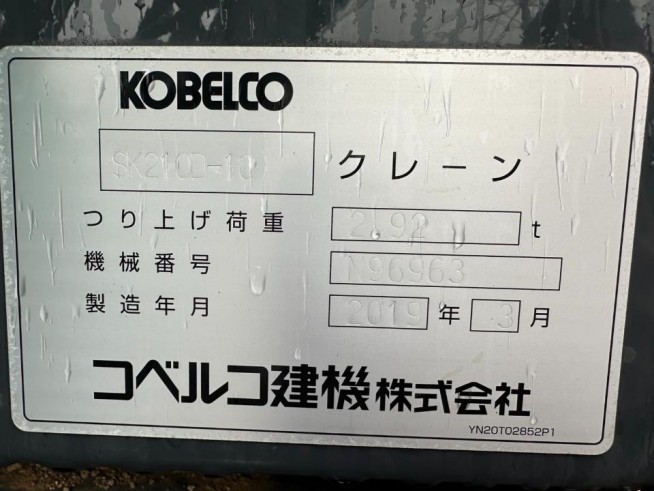 KOBELCO
SK210D-10 クレーン
つり上げ荷重 2.92 t
機械番号 N96963
製造年月 2019 年 3 月
コベルコ建機株式会社
YN20T02852P1